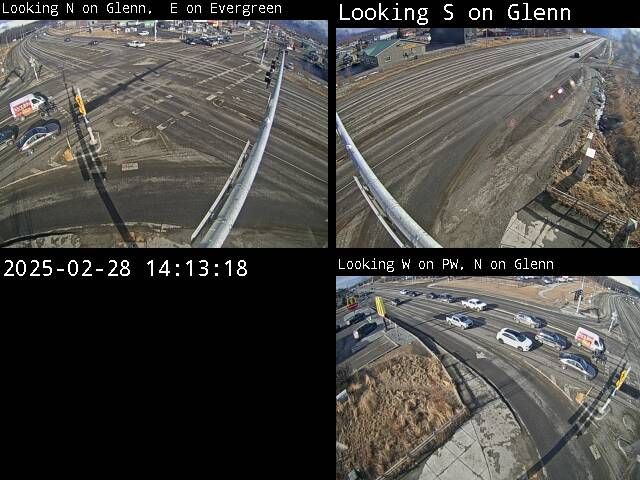 Looking N on Glenn,  E on Evergreen
Looking S on Glenn
2025-02-28 14:13:18
Looking W on PW, N on Glenn